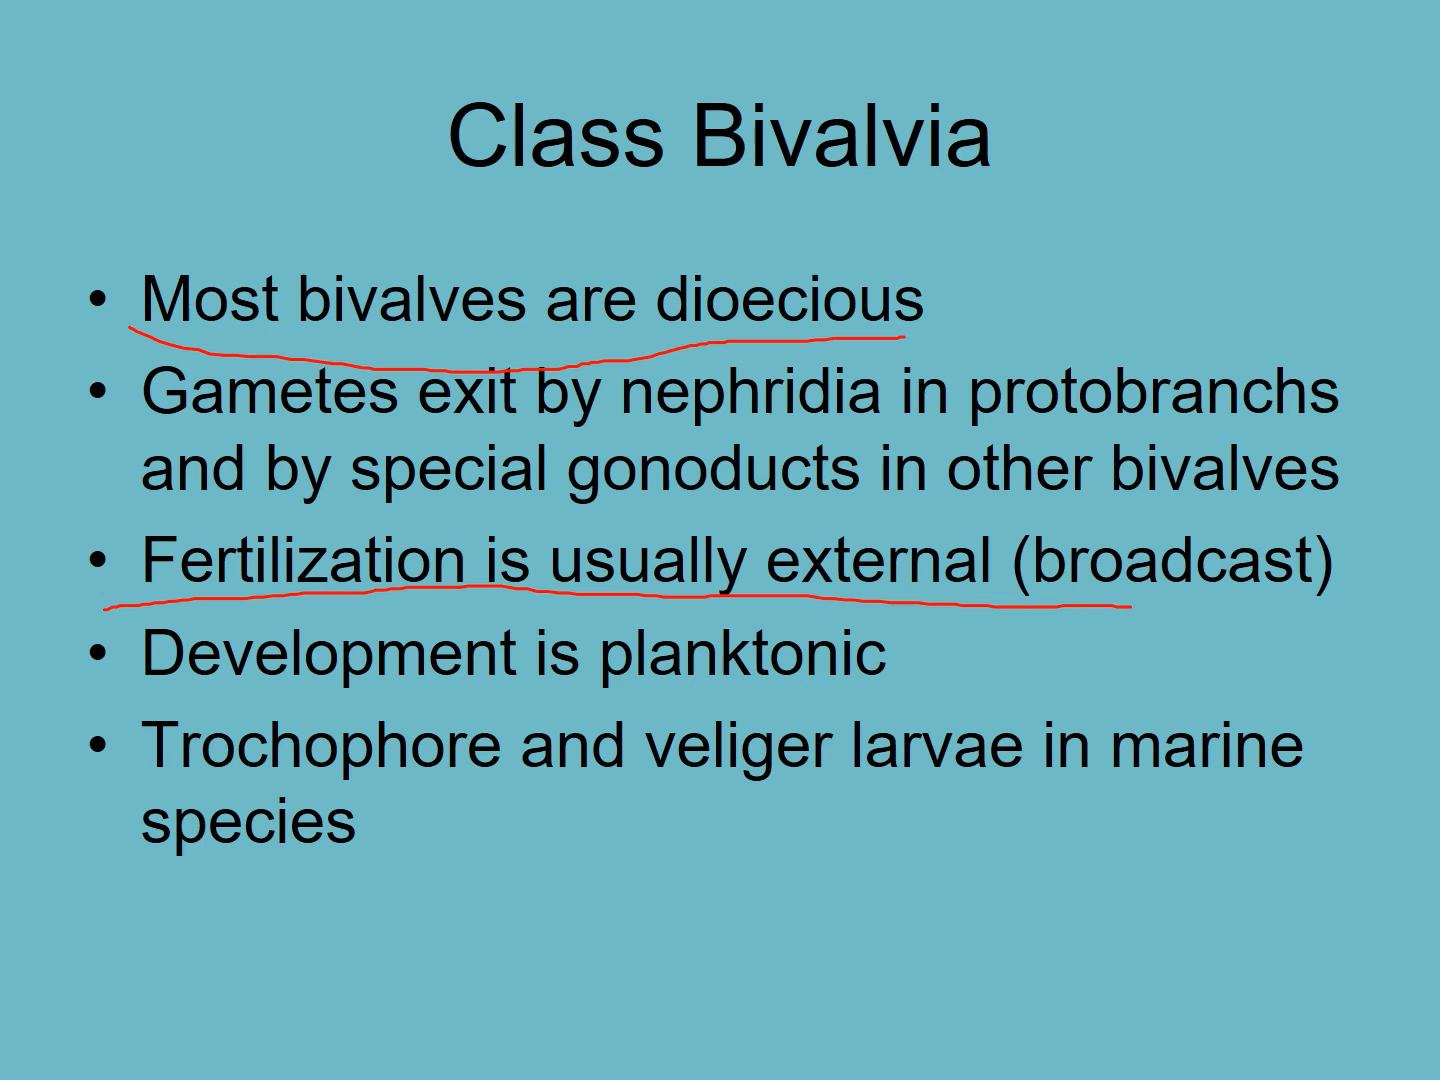 Class Bivalvia
• Most bivalves are dioecious
• Gametes exit by nephridia in protobranchs
and by special gonoducts in other bivalves
• Fertilization is usually external (broadcast)
• Development is planktonic
• Trochophore and veliger larvae in marine
species